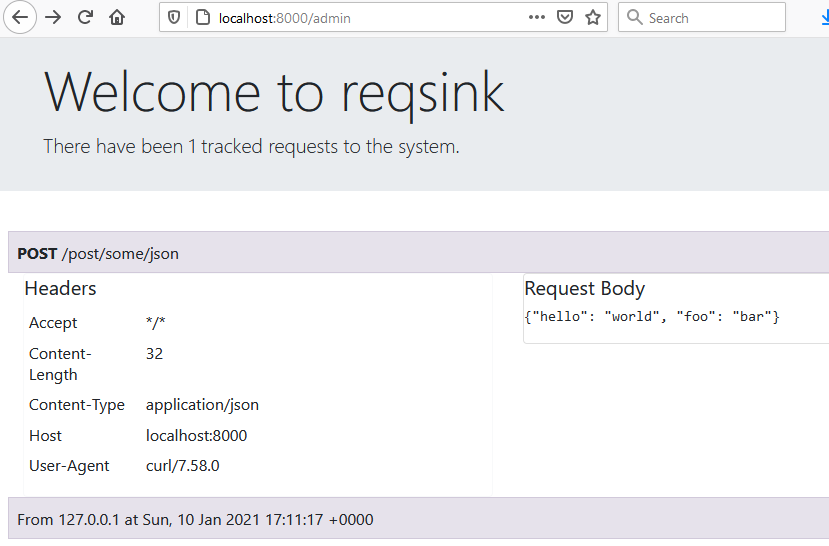 localhost:8000/admin
Search
Welcome to reqsink
There have been 1 tracked requests to the system.
POST /post/some/json
Headers
Accept */*
Content-
Length 32
Content-Type application/json
Host localhost:8000
User-Agent curl/7.58.0
Request Body
{"hello": "world", "foo": "bar"}
From 127.0.0.1 at Sun, 10 Jan 2021 17:11:17 +0000